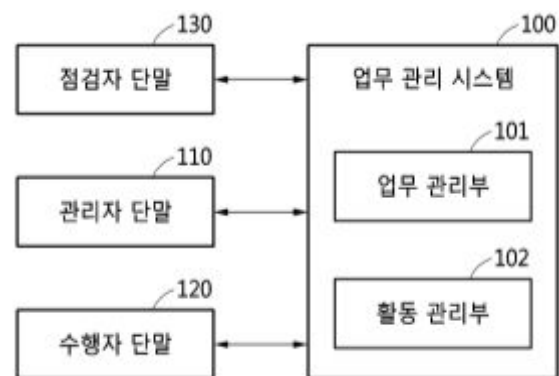 130
점검자 단말
110
관리자 단말
120
수행자 단말
100
업무 관리 시스템
101
업무 관리부
102
활동 관리부